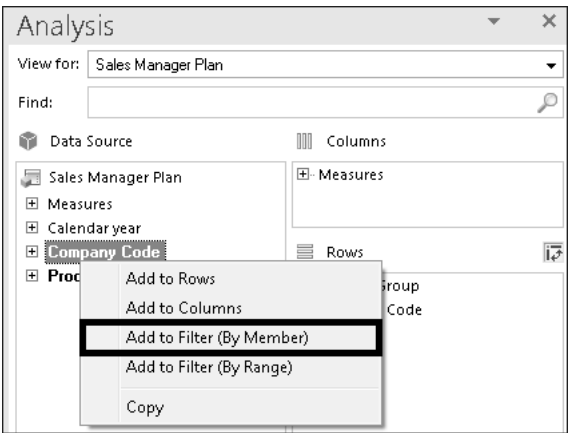 Analysis
View for: Sales Manager Plan
Find:
Data Source
Columns
Sales Manager Plan
Measures
Measures
Calendar year
Company Code
Rows
Proc
Group
Code
Add to Rows
Add to Columns
Add to Filter (By Member)
Add to Filter (By Range)
Copy